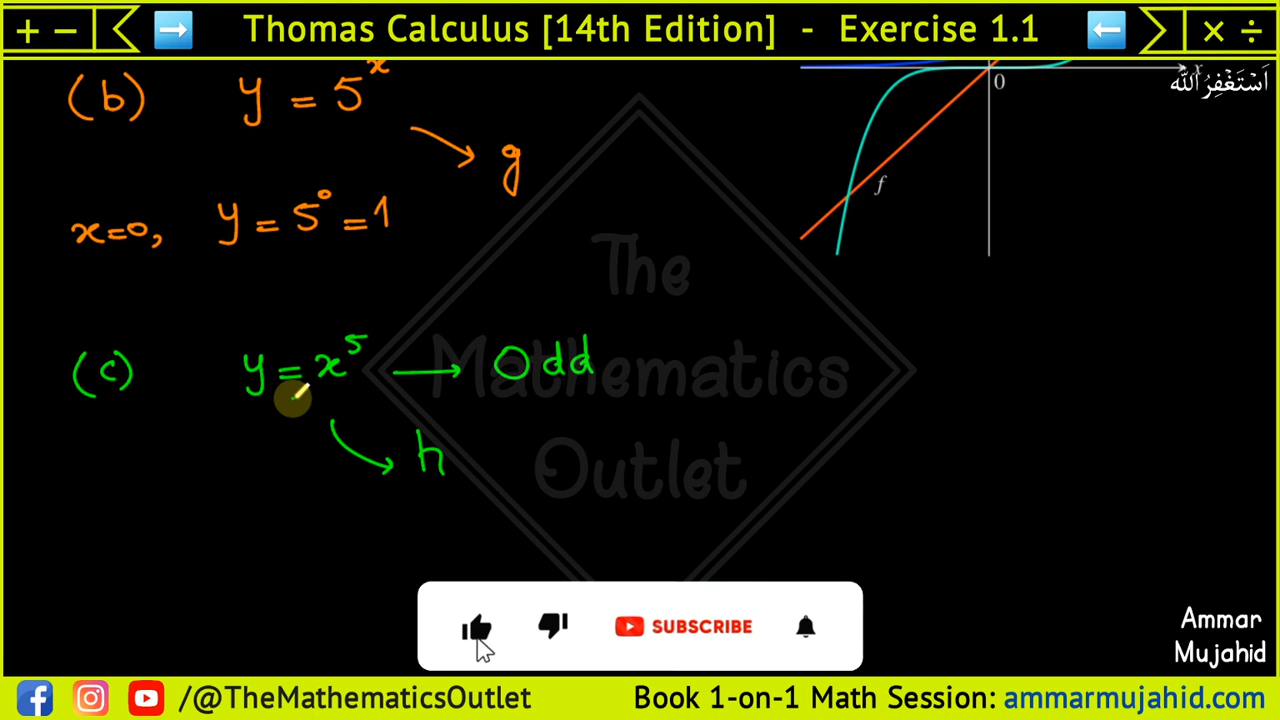 + − ➡ Thomas Calculus [14th Edition] - Exercise 1.1 ⬅ × ÷
اَسْتَغْفِرُاللّٰه
(b) y = 5^x
x
0
g
f
x=0, y = 5^0 = 1
The
Mathematics
Outlet
(c) y = x^5 → Odd
h
SUBSCRIBE
Ammar
Mujahid
/@TheMathematicsOutlet
Book 1-on-1 Math Session: ammarmujahid.com